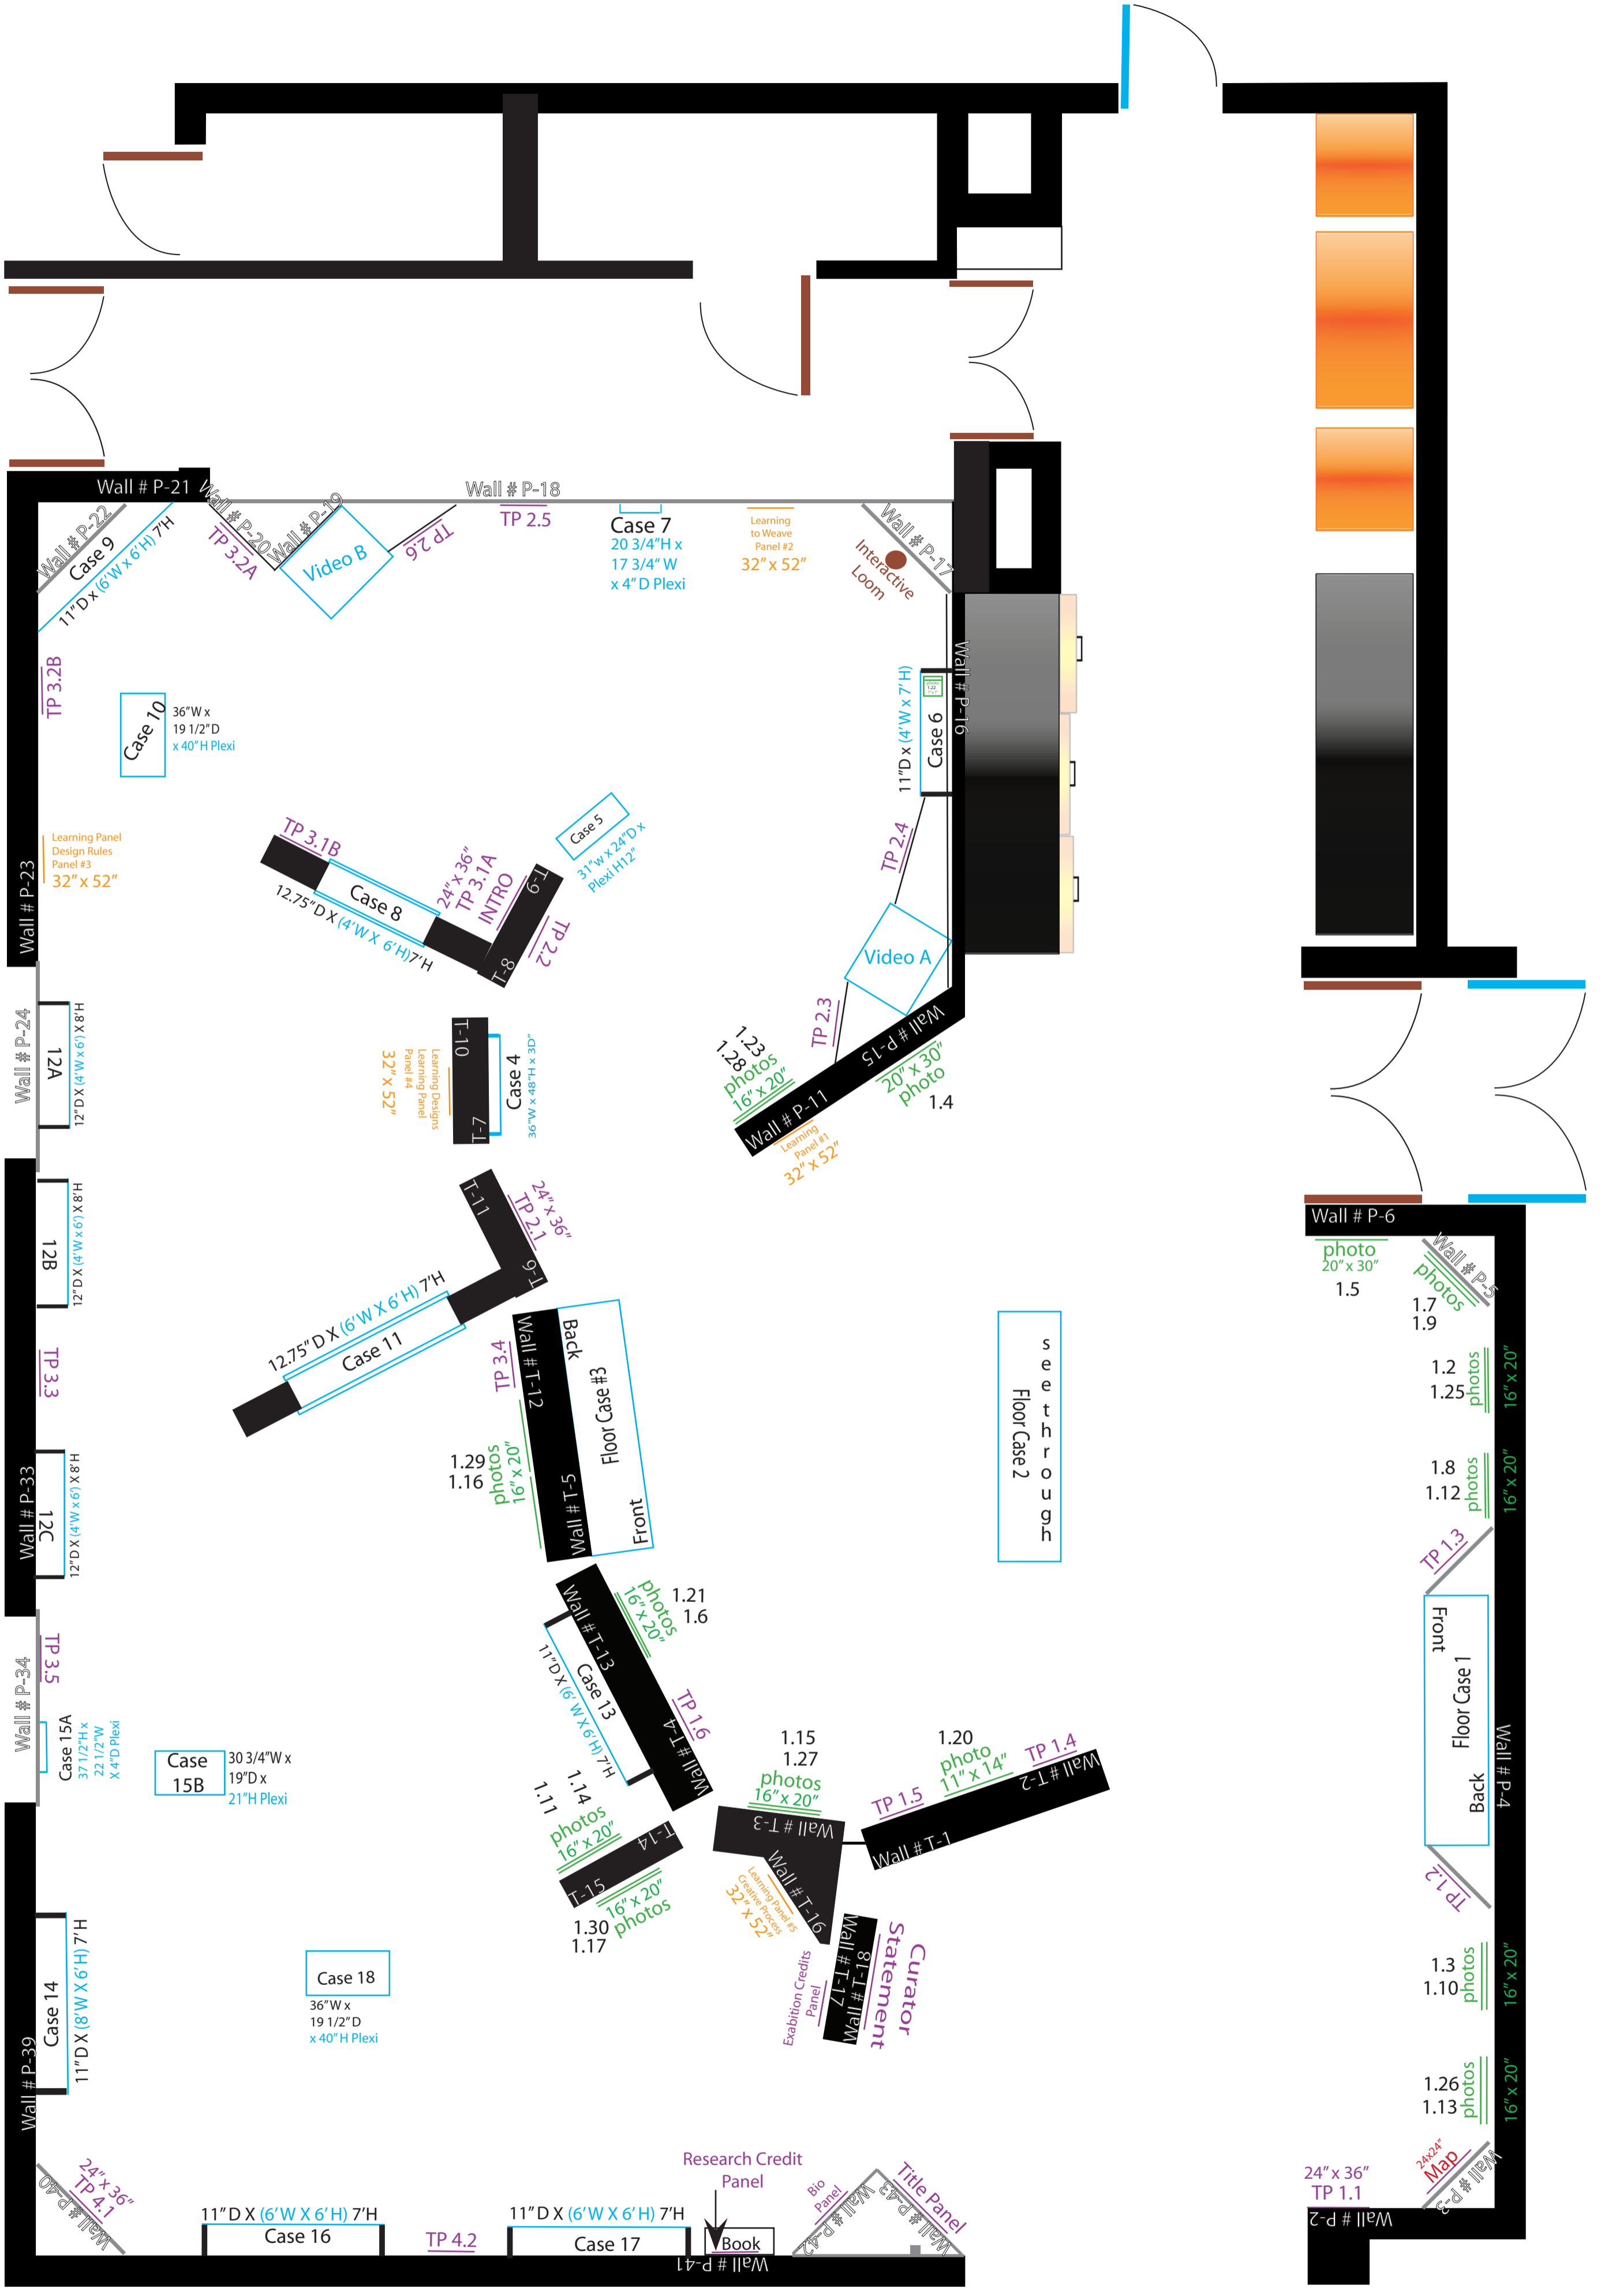 Wall # P-21
Wall # P-22
Case 9
11”D x (6’W x 6’H) 7’H
Wall # P-20
TP 3.2A
Wall # P-19
Video B
TP 2.6
Wall # P-18
TP 2.5
Case 7
20 3/4”H x
17 3/4” W
x 4” D Plexi
Learning
to Weave
Panel #2
32” x 52”
Interactive
Loom
Wall # P-17
Wall # P-16
TP 3.2B
Case 10
36”W x
19 1/2”D
x 40”H Plexi
11”D x (4’W x 7’H)
photo
1.22
Case 6
TP 2.4
Video A
TP 2.3
Wall # P-15
20” x 30”
photo
1.4
1.23
1.28
photos
16” x 20”
Wall # P-11
Learning
Panel #1
32” x 52”
Learning Panel
Design Rules
Panel #3
32” x 52”
Wall # P-23
TP 3.1B
Case 8
12.75”D X (4’W X 6’H)7’H
24” x 36”
TP 3.1A
INTRO
T-9
T-8
TP 2.2
Case 5
31”w x 24”D x
Plexi H12”
Wall # P-24
12A
12”D X (4’W x 6’) X 8’H
T-10
T-7
Learning Designs
Learning Panel
Panel #4
32” x 52”
Case 4
36”W x 48”H x 3D”
12B
12”D X (4’W x 6’) X 8’H
T-11
24” x 36”
TP 2.1
T-6
12.75” D X (6’W X 6’H) 7’H
Case 11
Wall # P-6
photo
20” x 30”
1.5
Wall # P-5
photos
1.7
1.9
TP 3.3
TP 3.4
Wall # T-12
Back
Floor Case #3
Front
Wall # T-5
1.29
1.16
photos
16” x 20”
see through
Floor Case 2
1.2
1.25
photos
16” x 20”
1.8
1.12
photos
16” x 20”
Wall # P-33
12C
12”D X (4’W x 6’) X 8’H
TP 1.3
Front
Floor Case 1
Back
Wall # P-4
TP 1.2
Wall # T-13
photos
16” x 20”
1.21
1.6
Case 13
11”D X (6’ W X 6’H) 7’H
TP 1.6
Wall # T-4
Wall # P-34
TP 3.5
Case 15A
37 1/2”H x
22 1/2”W
X 4”D Plexi
Case
15B
30 3/4”W x
19”D x
21”H Plexi
1.14
1.11
photos
16” x 20”
T-14
T-15
16” x 20”
photos
1.30
1.17
1.15
1.27
photos
16” x 20”
Wall # T-3
1.20
photo
11” x 14”
TP 1.4
TP 1.5
Wall # T-2
Wall # T-1
Wall # T-16
Learning Panel #5
Creative Process
32” x 52”
Wall # T-18
Wall # T-17
Exabition Credits
Panel
Curator
Statement
Case 14
11”D X (8’W X 6’H) 7’H
Wall # P-39
Case 18
36”W x
19 1/2”D
x 40”H Plexi
1.3
1.10
photos
16” x 20”
1.26
1.13
photos
16” x 20”
24x24”
Map
Wall # P-3
24” x 36”
TP 1.1
Wall # P-2
24” x 36”
TP 4.1
Wall # P-40
11”D X (6’W X 6’H) 7’H
Case 16
TP 4.2
11”D X (6’W X 6’H) 7’H
Case 17
Research Credit
Panel
Book
Wall # P-41
Bio
Panel
Wall # P-42
Title Panel
Wall # P-43